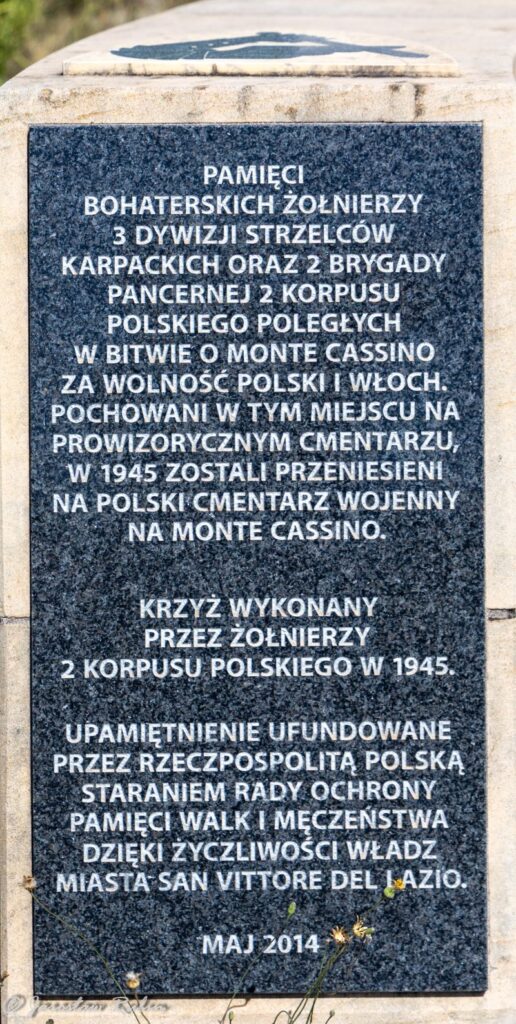 PAMIĘCI
BOHATERSKICH ŻOŁNIERZY
3 DYWIZJI STRZELCÓW
KARPACKICH ORAZ 2 BRYGADY
PANCERNEJ 2 KORPUSU
POLSKIEGO POLEGŁYCH
W BITWIE O MONTE CASSINO
ZA WOLNOŚĆ POLSKI I WŁOCH.
POCHOWANI W TYM MIEJSCU NA
PROWIZORYCZNYM CMENTARZU,
W 1945 ZOSTALI PRZENIESIENI
NA POLSKI CMENTARZ WOJENNY
NA MONTE CASSINO.
KRZYŻ WYKONANY
PRZEZ ŻOŁNIERZY
2 KORPUSU POLSKIEGO W 1945.
UPAMIĘTNIENIE UFUNDOWANE
PRZEZ RZECZPOSPOLITĄ POLSKĄ
STARANIEM RADY OCHRONY
PAMIĘCI WALK I MĘCZEŃSTWA
DZIĘKI ŻYCZLIWOŚCI WŁADZ
MIASTA SAN VITTORE DEL LAZIO.
MAJ 2014